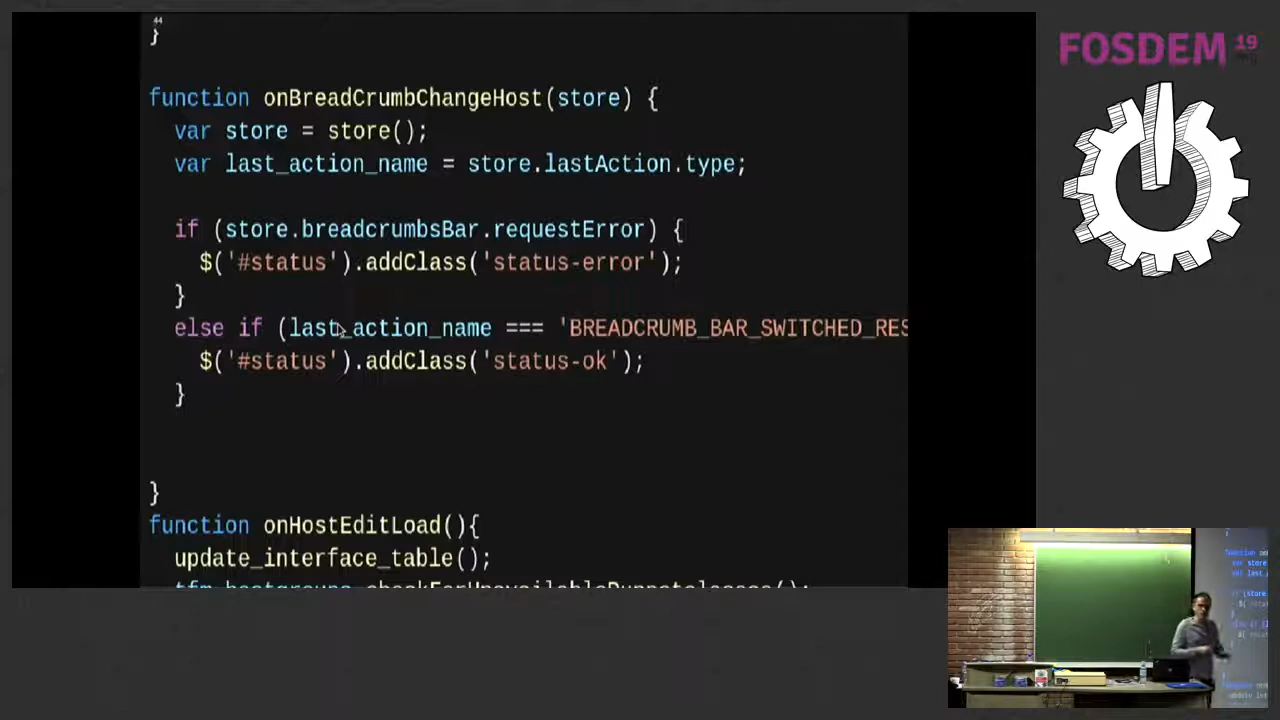 44
}
function onBreadCrumbChangeHost(store) {
var store = store();
var last_action_name = store.lastAction.type;
if (store.breadcrumbsBar.requestError) {
$('#status').addClass('status-error');
}
else if (last_action_name === 'BREADCRUMB_BAR_SWITCHED_RES
$('#status').addClass('status-ok');
}
}
function onHostEditLoad(){
update_interface_table();
FOSDEM 19